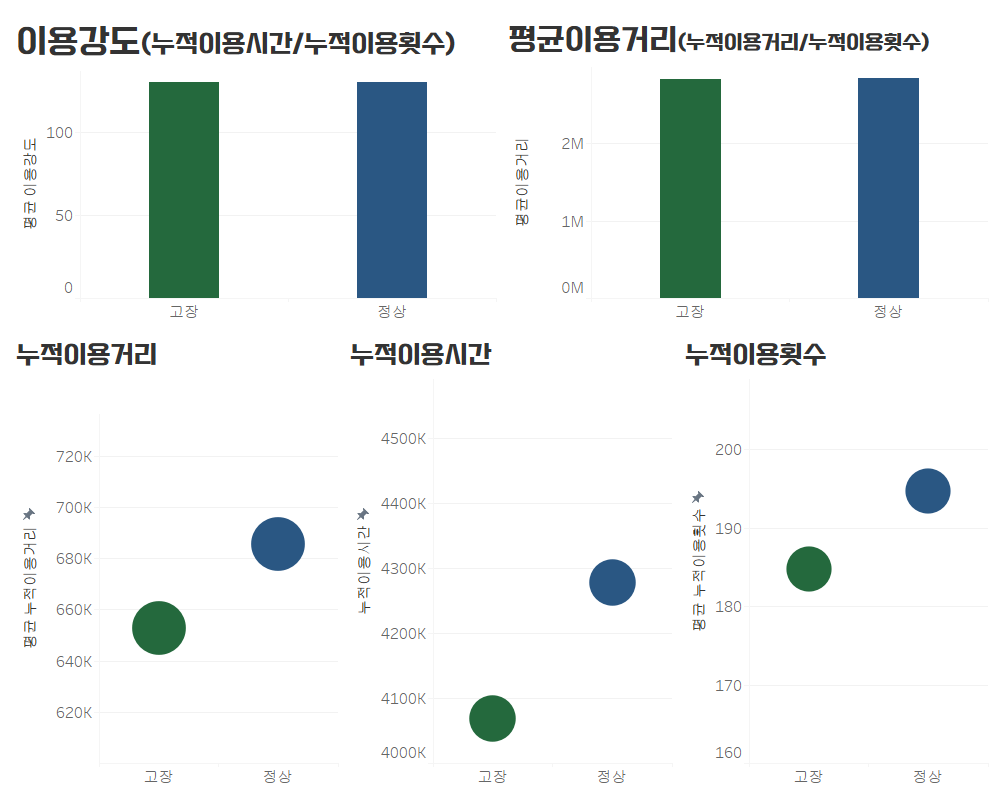 이용강도(누적이용시간/누적이용횟수)
평균 이용강도
100
50
0
고장
정상
평균이용거리(누적이용거리/누적이용횟수)
평균이용거리
2M
1M
0M
고장
정상
누적이용거리
평균 누적이용거리
720K
700K
680K
660K
640K
620K
고장
정상
누적이용시간
누적이용시간
4500K
4400K
4300K
4200K
4100K
4000K
고장
정상
누적이용횟수
평균 누적이용횟수
200
190
180
170
160
고장
정상